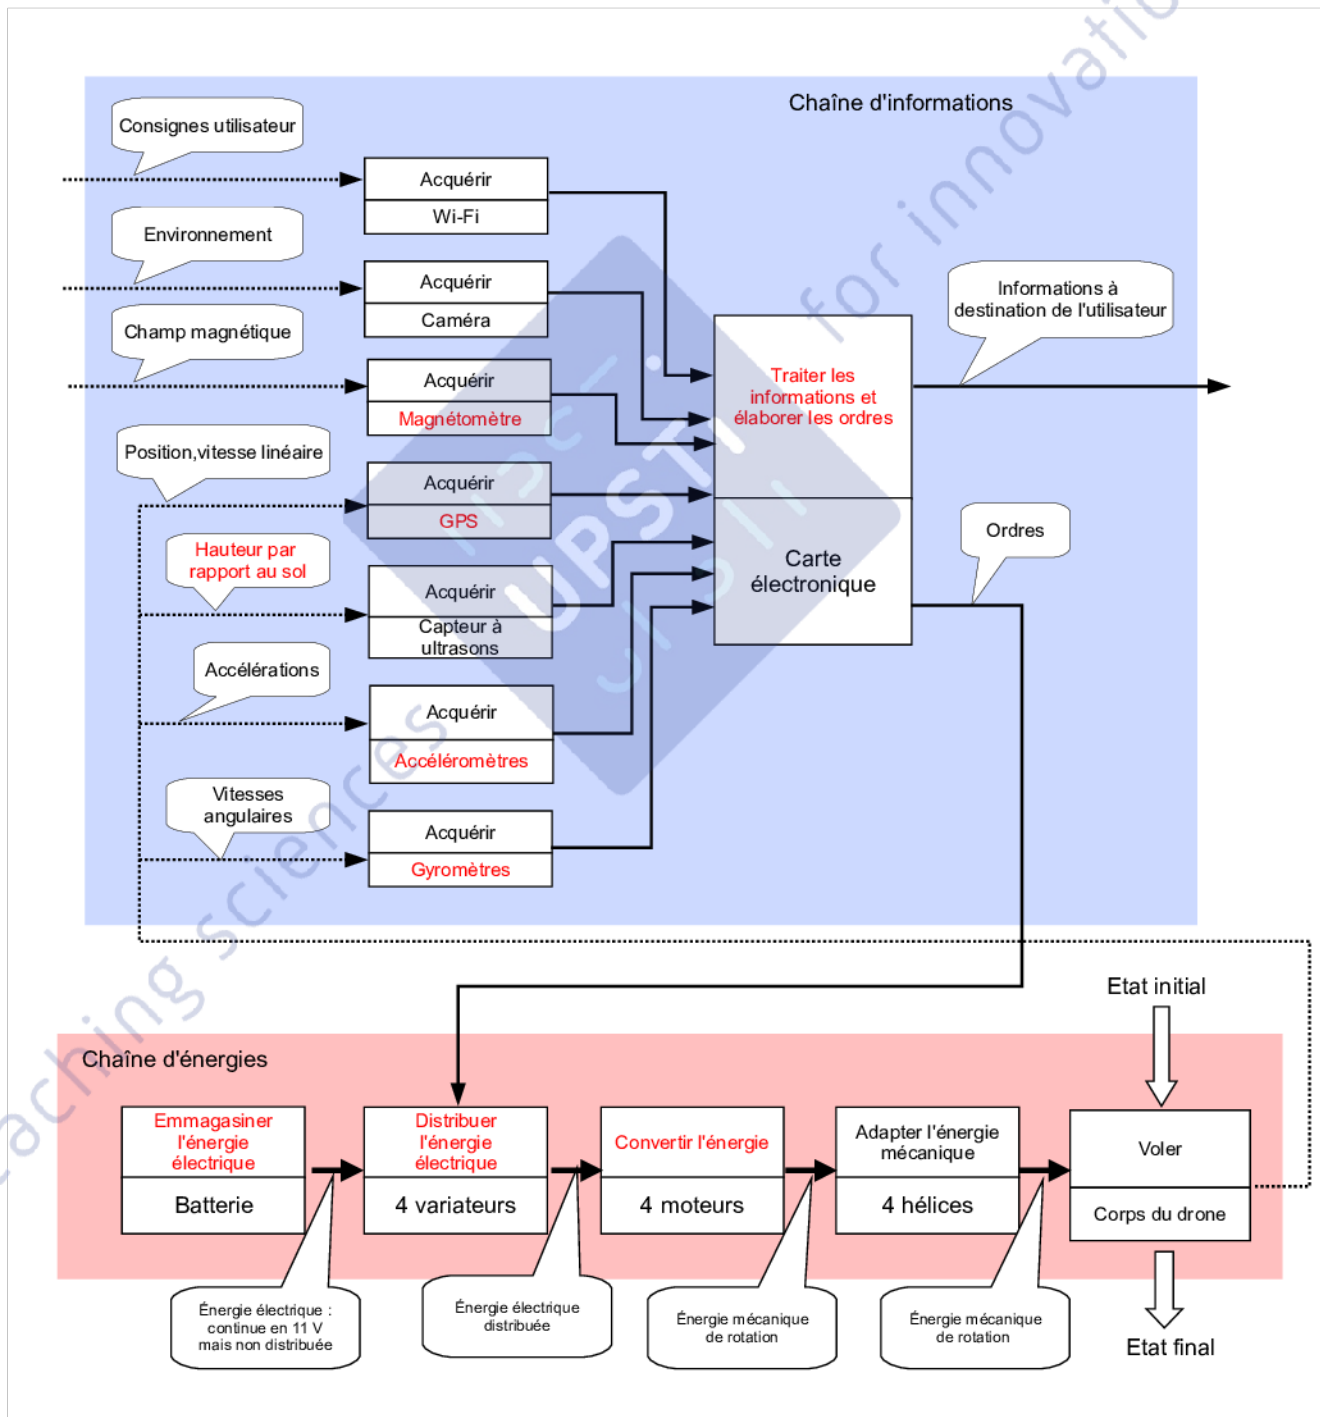 Chaîne d'informations
Consignes utilisateur
Acquérir
Wi-Fi
Environnement
Acquérir
Caméra
Champ magnétique
Acquérir
Magnétomètre
Position,vitesse linéaire
Acquérir
GPS
Hauteur par
rapport au sol
Acquérir
Capteur à
ultrasons
Accélérations
Acquérir
Accéléromètres
Vitesses
angulaires
Acquérir
Gyromètres
Traiter les
informations et
élaborer les ordres
Carte
électronique
Informations à
destination de l'utilisateur
Ordres
UPSTI
for innovatio
aching sciences
Etat initial
Chaîne d'énergies
Emmagasiner
l'énergie
électrique
Batterie
Distribuer
l'énergie
électrique
4 variateurs
Convertir l'énergie
4 moteurs
Adapter l'énergie
mécanique
4 hélices
Voler
Corps du drone
Énergie électrique :
continue en 11 V
mais non distribuée
Énergie électrique
distribuée
Énergie mécanique
de rotation
Énergie mécanique
de rotation
Etat final